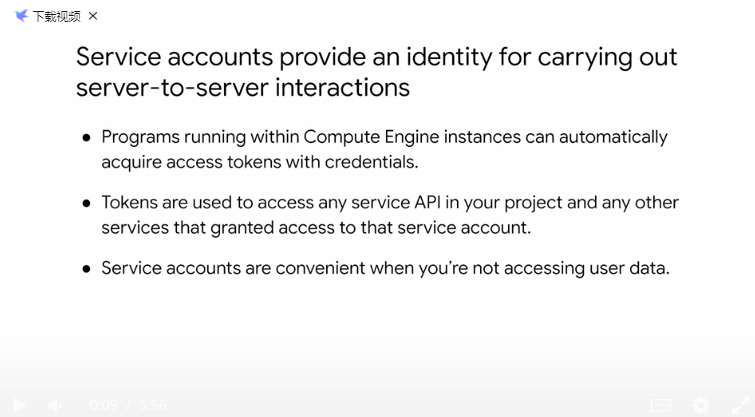 下载视频 ×
Service accounts provide an identity for carrying out
server-to-server interactions
● Programs running within Compute Engine instances can automatically
acquire access tokens with credentials.
● Tokens are used to access any service API in your project and any other
services that granted access to that service account.
● Service accounts are convenient when you’re not accessing user data.
0:09 / 5:56